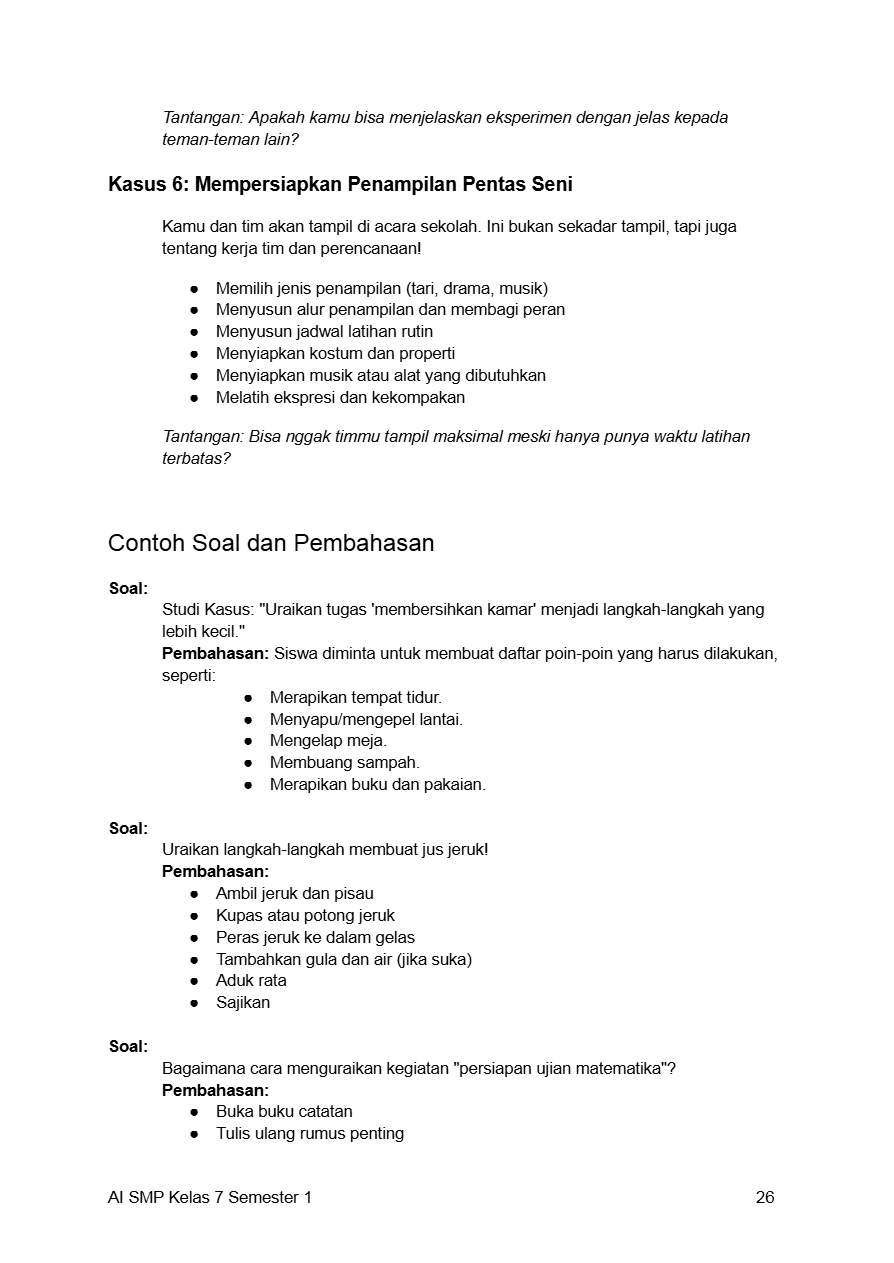 Tantangan: Apakah kamu bisa menjelaskan eksperimen dengan jelas kepada
teman-teman lain?
Kasus 6: Mempersiapkan Penampilan Pentas Seni
Kamu dan tim akan tampil di acara sekolah. Ini bukan sekadar tampil, tapi juga
tentang kerja tim dan perencanaan!
● Memilih jenis penampilan (tari, drama, musik)
● Menyusun alur penampilan dan membagi peran
● Menyusun jadwal latihan rutin
● Menyiapkan kostum dan properti
● Menyiapkan musik atau alat yang dibutuhkan
● Melatih ekspresi dan kekompakan
Tantangan: Bisa nggak timmu tampil maksimal meski hanya punya waktu latihan
terbatas?
Contoh Soal dan Pembahasan
Soal:
Studi Kasus: "Uraikan tugas 'membersihkan kamar' menjadi langkah-langkah yang
lebih kecil."
Pembahasan: Siswa diminta untuk membuat daftar poin-poin yang harus dilakukan,
seperti:
● Merapikan tempat tidur.
● Menyapu/mengepel lantai.
● Mengelap meja.
● Membuang sampah.
● Merapikan buku dan pakaian.
Soal:
Uraikan langkah-langkah membuat jus jeruk!
Pembahasan:
● Ambil jeruk dan pisau
● Kupas atau potong jeruk
● Peras jeruk ke dalam gelas
● Tambahkan gula dan air (jika suka)
● Aduk rata
● Sajikan
Soal:
Bagaimana cara menguraikan kegiatan "persiapan ujian matematika"?
Pembahasan:
● Buka buku catatan
● Tulis ulang rumus penting
AI SMP Kelas 7 Semester 1 26